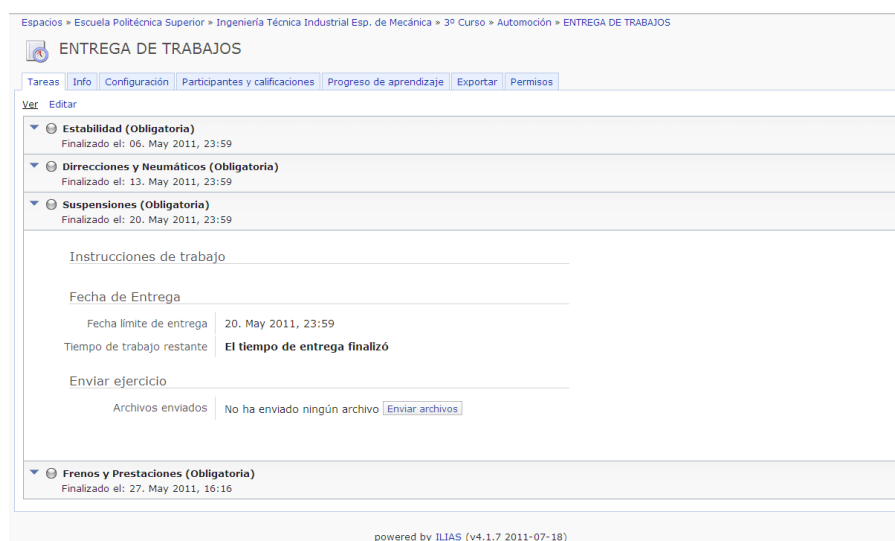 Espacios » Escuela Politécnica Superior » Ingeniería Técnica Industrial Esp. de Mecánica » 3º Curso » Automoción » ENTREGA DE TRABAJOS
ENTREGA DE TRABAJOS
Tareas Info Configuración Participantes y calificaciones Progreso de aprendizaje Exportar Permisos
Ver Editar
Estabilidad (Obligatoria)
Finalizado el: 06. May 2011, 23:59
Dirrecciones y Neumáticos (Obligatoria)
Finalizado el: 13. May 2011, 23:59
Suspensiones (Obligatoria)
Finalizado el: 20. May 2011, 23:59
Instrucciones de trabajo
Fecha de Entrega
Fecha límite de entrega 20. May 2011, 23:59
Tiempo de trabajo restante El tiempo de entrega finalizó
Enviar ejercicio
Archivos enviados No ha enviado ningún archivo Enviar archivos
Frenos y Prestaciones (Obligatoria)
Finalizado el: 27. May 2011, 16:16
powered by ILIAS (v4.1.7 2011-07-18)